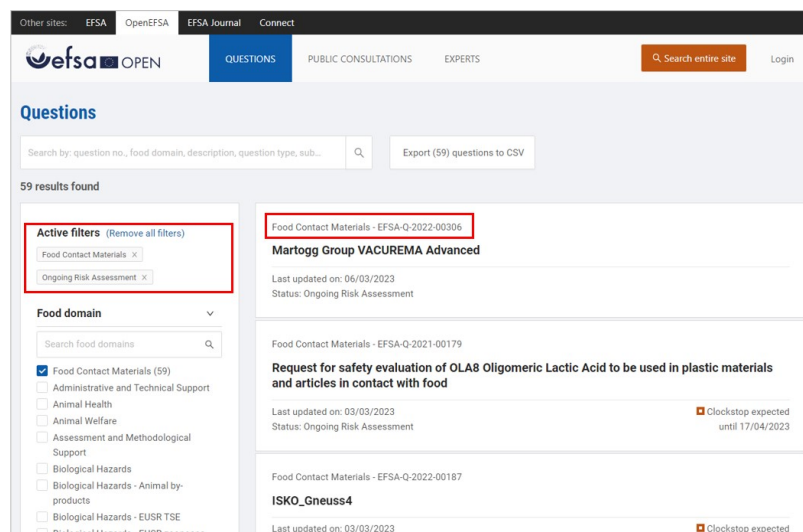 Other sites: EFSA OpenEFSA EFSA Journal Connect
efsa OPEN QUESTIONS PUBLIC CONSULTATIONS EXPERTS Search entire site Login
Questions
Search by: question no., food domain, description, question type, sub... Export (59) questions to CSV
59 results found
Active filters (Remove all filters)
Food Contact Materials ×
Ongoing Risk Assessment ×
Food domain
Search food domains
Food Contact Materials (59)
Administrative and Technical Support
Animal Health
Animal Welfare
Assessment and Methodological
Support
Biological Hazards
Biological Hazards - Animal by-
products
Biological Hazards - EUSR TSE
Food Contact Materials - EFSA-Q-2022-00306
Martogg Group VACUREMA Advanced
Last updated on: 06/03/2023
Status: Ongoing Risk Assessment
Food Contact Materials - EFSA-Q-2021-00179
Request for safety evaluation of OLA8 Oligomeric Lactic Acid to be used in plastic materials
and articles in contact with food
Last updated on: 03/03/2023 Clockstop expected
Status: Ongoing Risk Assessment until 17/04/2023
Food Contact Materials - EFSA-Q-2022-00187
ISKO_Gneuss4
Last updated on: 03/03/2023 Clockstop expected